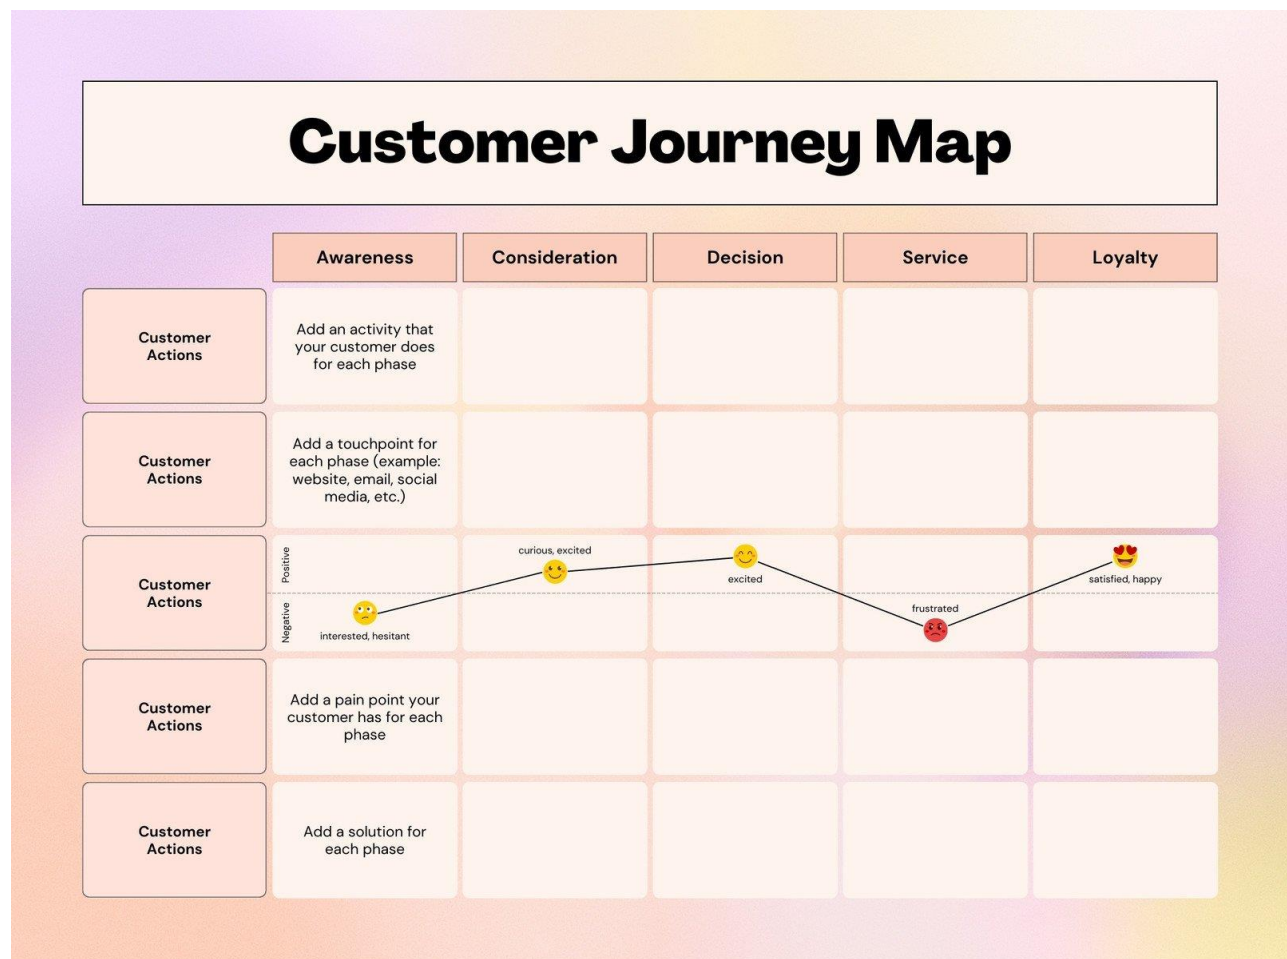 Customer Journey Map
Awareness
Consideration
Decision
Service
Loyalty
Customer
Actions
Add an activity that
your customer does
for each phase
Customer
Actions
Add a touchpoint for
each phase (example:
website, email, social
media, etc.)
Customer
Actions
Positive
Negative
interested, hesitant
curious, excited
excited
frustrated
satisfied, happy
Customer
Actions
Add a pain point your
customer has for each
phase
Customer
Actions
Add a solution for
each phase